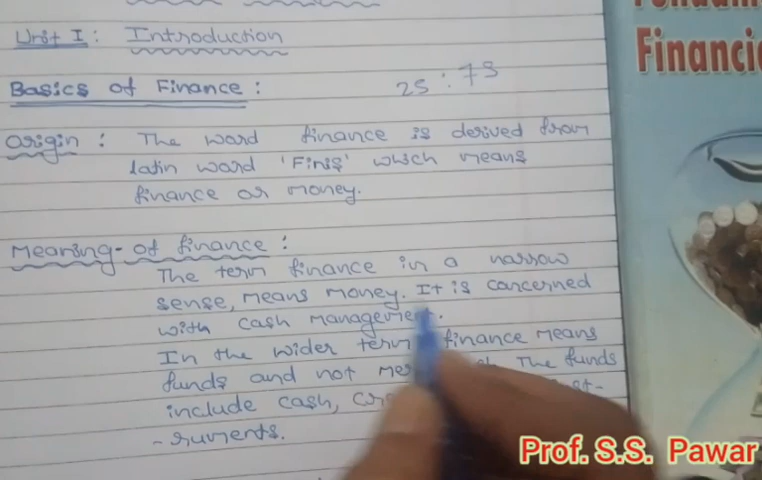 Unit I: Introduction
Basics of Finance :
25 : 75
Origin : The word finance is derived from
latin word 'Finis' which means
finance or money.
Meaning of finance :
The term finance in a narrow
sense, means money. It is concerned
with cash management.
In the wider term finance means
funds and not The funds
include cash,
-ruments.
Financi
Prof. S.S. Pawar